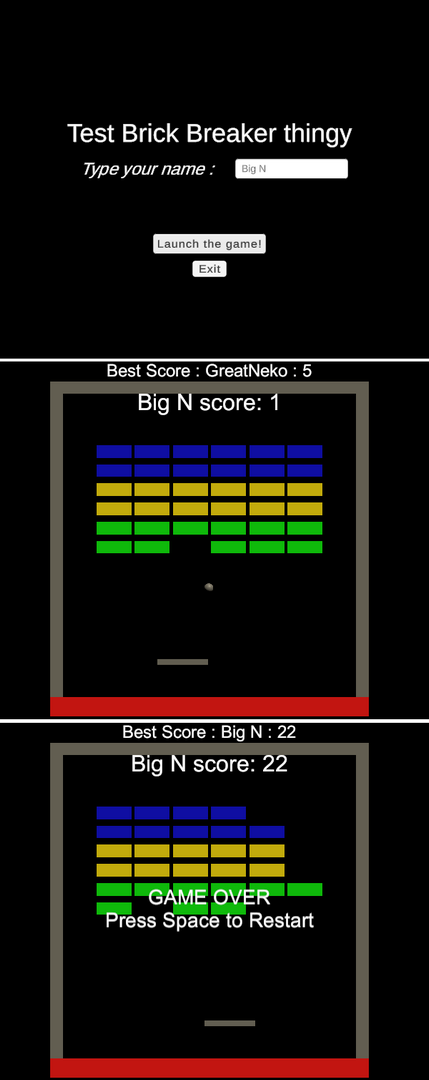 Test Brick Breaker thingy
Type your name : Big N
Launch the game!
Exit
Best Score : GreatNeko : 5
Big N score: 1
Best Score : Big N : 22
Big N score: 22
GAME OVER
Press Space to Restart